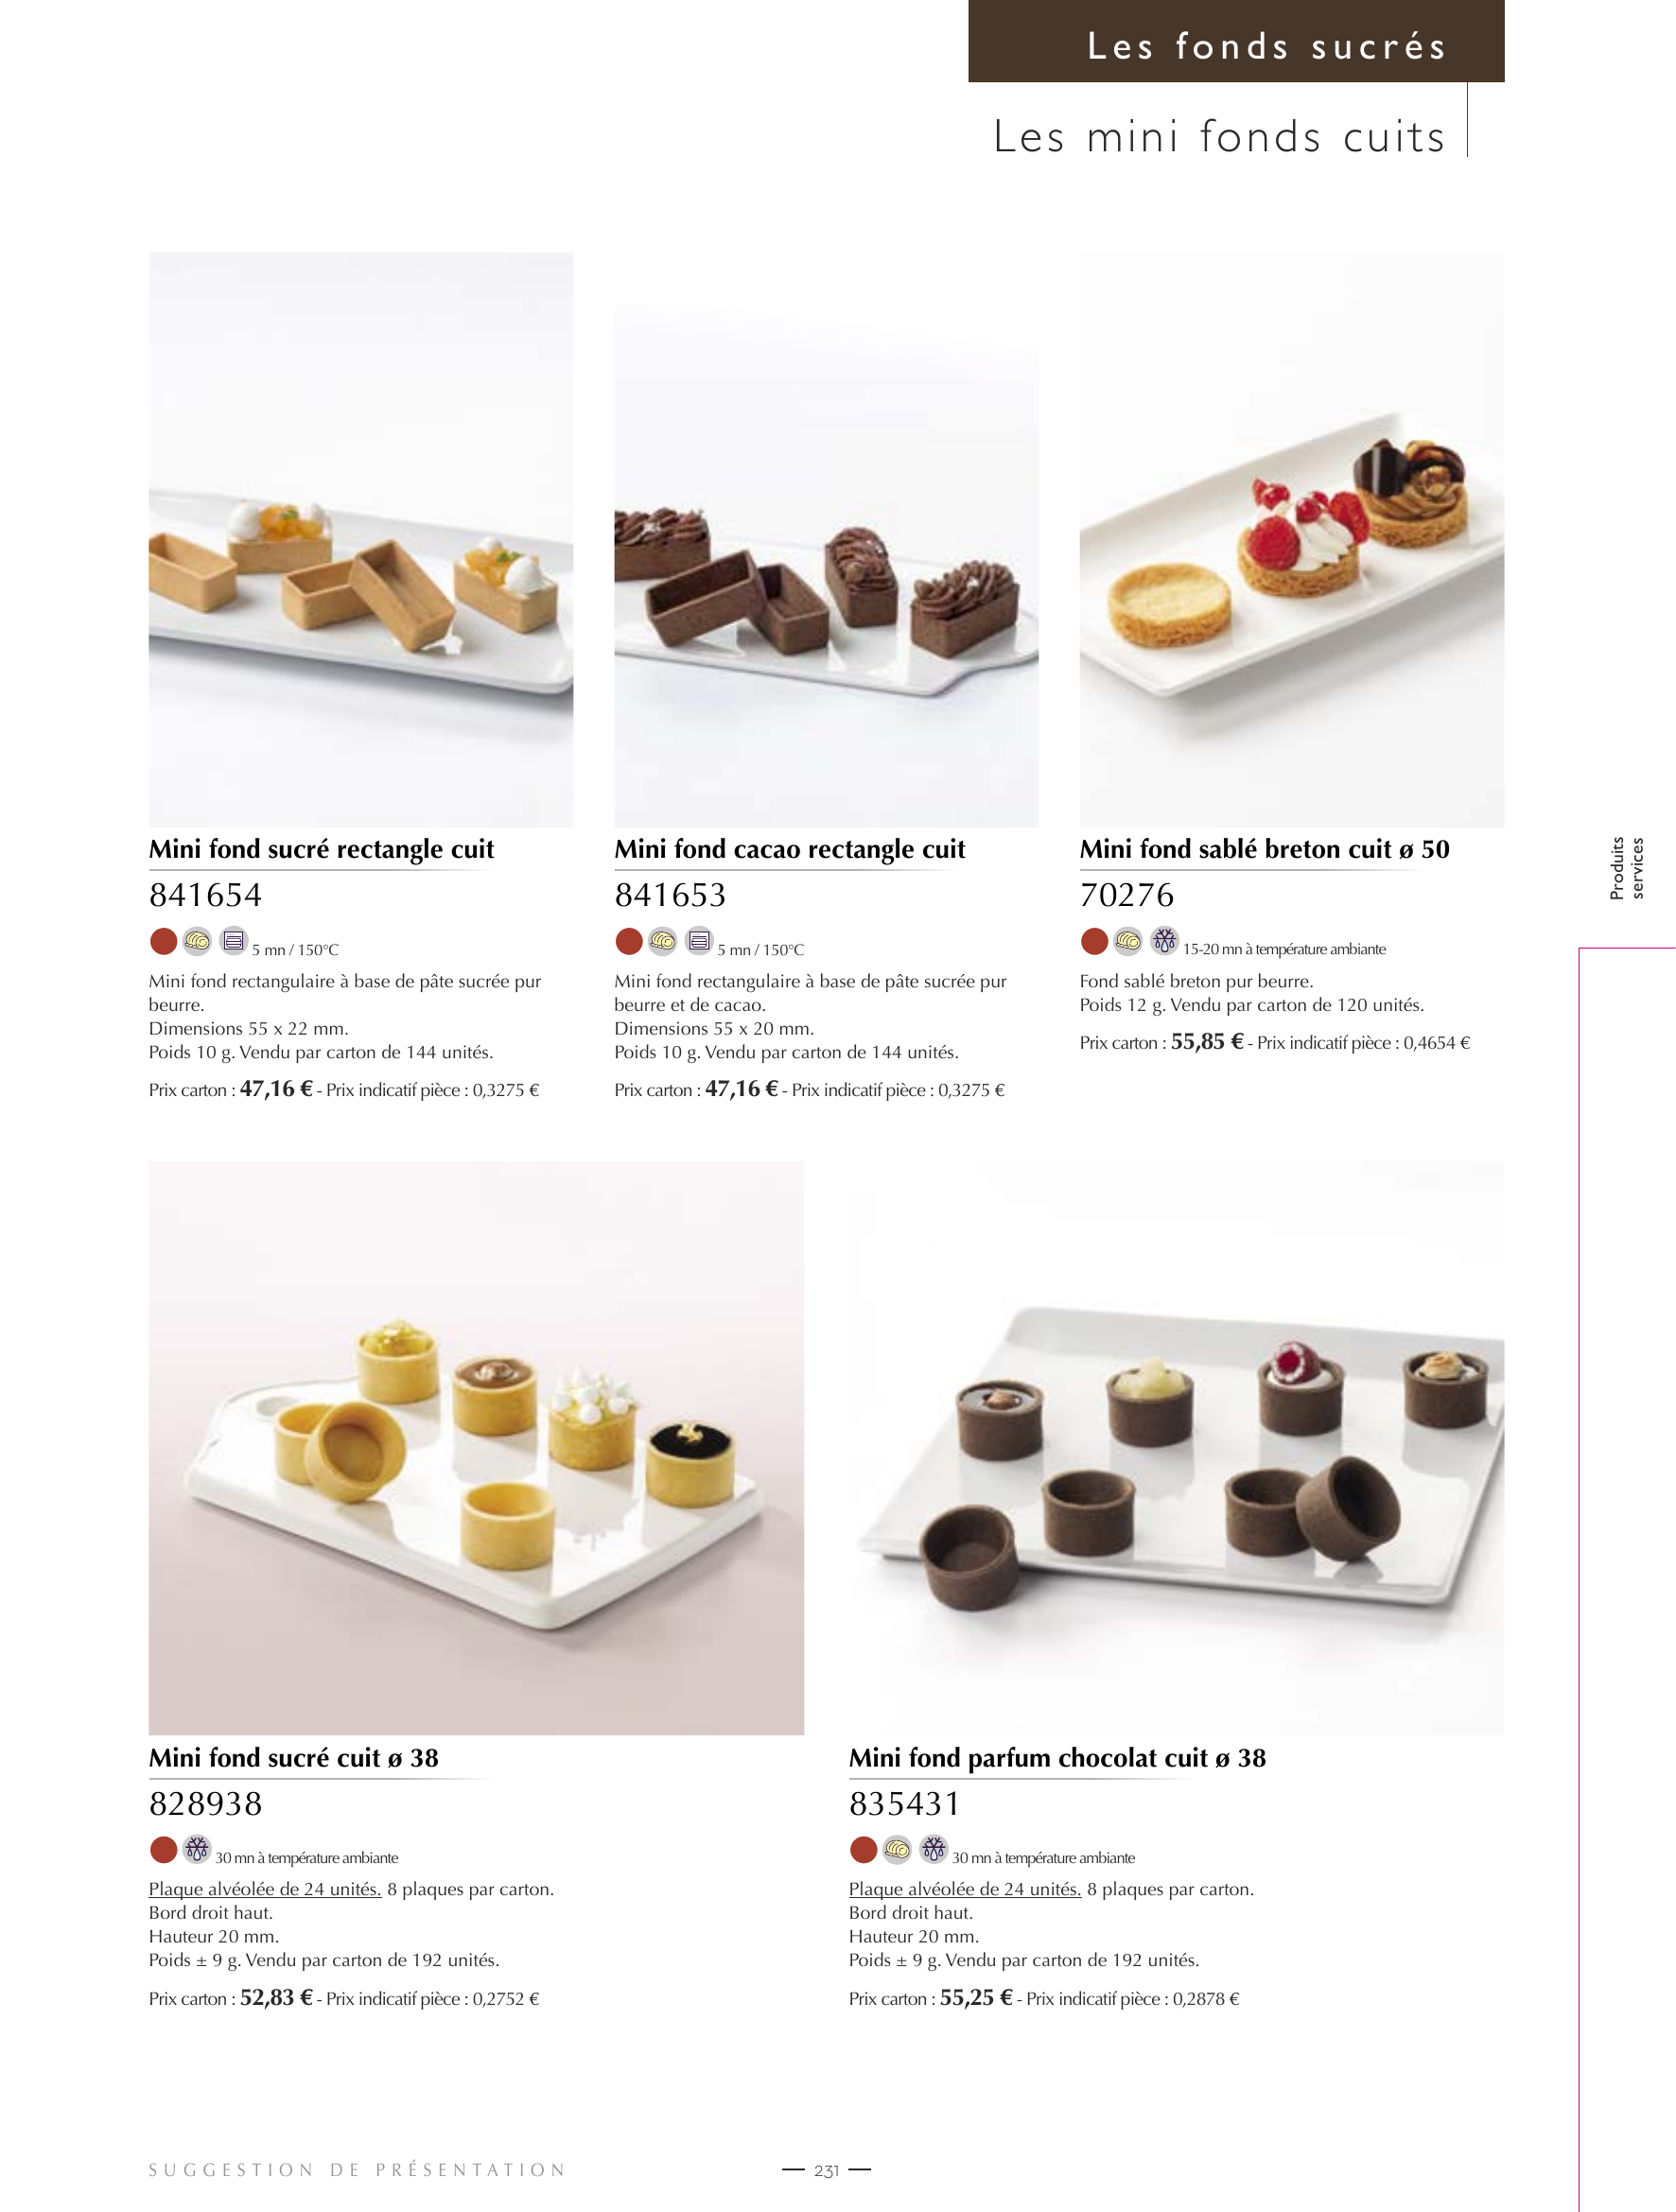 Les fonds sucrés
Les mini fonds cuits
Mini fond sucré rectangle cuit
841654
5 mn / 150°C
Mini fond rectangulaire à base de pâte sucrée pur
beurre.
Dimensions 55 x 22 mm.
Poids 10 g. Vendu par carton de 144 unités.
Prix carton : 47,16 € - Prix indicatif pièce : 0,3275 €
Mini fond cacao rectangle cuit
841653
5 mn / 150°C
Mini fond rectangulaire à base de pâte sucrée pur
beurre et de cacao.
Dimensions 55 x 20 mm.
Poids 10 g. Vendu par carton de 144 unités.
Prix carton : 47,16 € - Prix indicatif pièce : 0,3275 €
Mini fond sablé breton cuit ø 50
70276
15-20 mn à température ambiante
Fond sablé breton pur beurre.
Poids 12 g. Vendu par carton de 120 unités.
Prix carton : 55,85 € - Prix indicatif pièce : 0,4654 €
Produits
services
Mini fond sucré cuit ø 38
828938
30 mn à température ambiante
Plaque alvéolée de 24 unités. 8 plaques par carton.
Bord droit haut.
Hauteur 20 mm.
Poids ± 9 g. Vendu par carton de 192 unités.
Prix carton : 52,83 € - Prix indicatif pièce : 0,2752 €
Mini fond parfum chocolat cuit ø 38
835431
30 mn à température ambiante
Plaque alvéolée de 24 unités. 8 plaques par carton.
Bord droit haut.
Hauteur 20 mm.
Poids ± 9 g. Vendu par carton de 192 unités.
Prix carton : 55,25 € - Prix indicatif pièce : 0,2878 €
SUGGESTION DE PRÉSENTATION
— 231 —